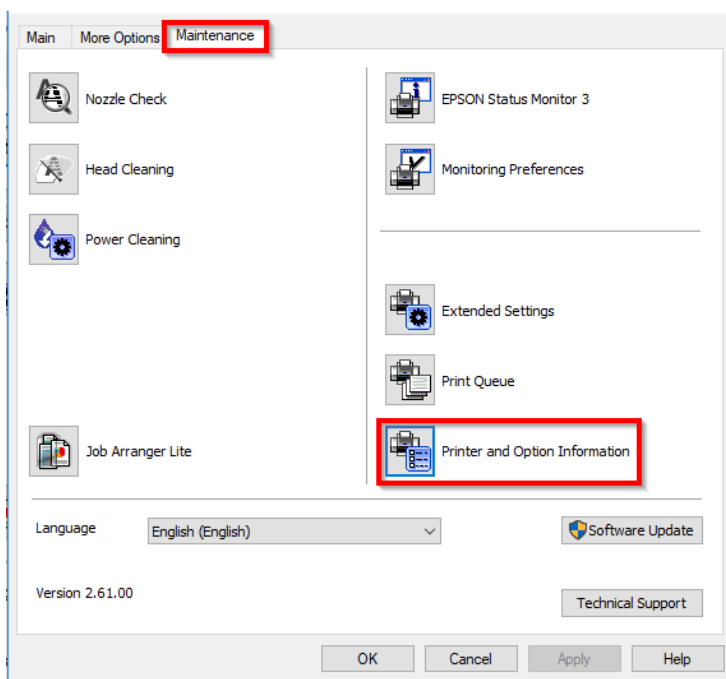 Main More Options Maintenance
Nozzle Check
EPSON Status Monitor 3
Head Cleaning
Monitoring Preferences
Power Cleaning
Extended Settings
Print Queue
Job Arranger Lite
Printer and Option Information
Language English (English) Software Update
Version 2.61.00
Technical Support
OK Cancel Apply Help